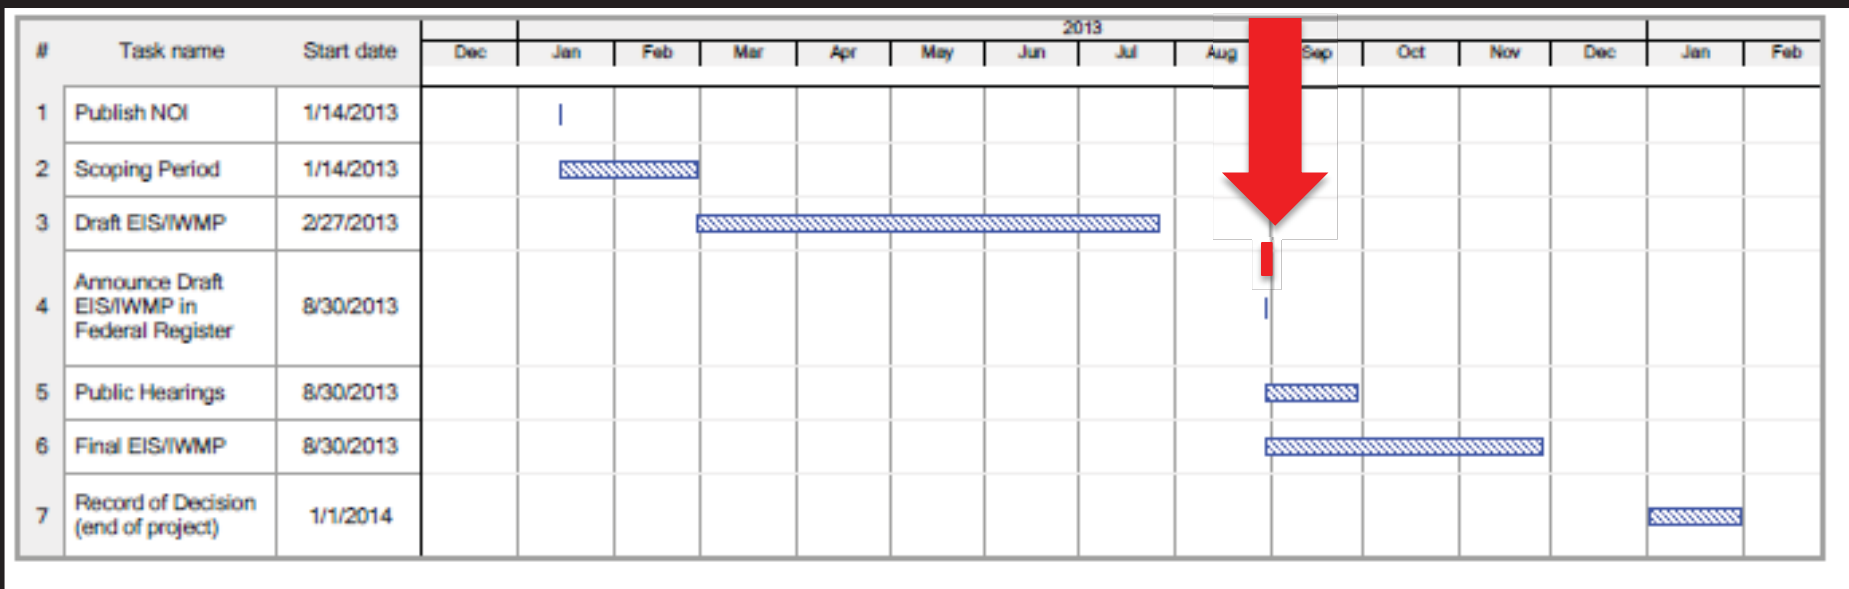 2013
# Task name Start date Dec Jan Feb Mar Apr May Jun Jul Aug Sep Oct Nov Dec Jan Feb
1 Publish NOI 1/14/2013
2 Scoping Period 1/14/2013
3 Draft EIS/IWMP 2/27/2013
4 Announce Draft
EIS/IWMP in
Federal Register 8/30/2013
5 Public Hearings 8/30/2013
6 Final EIS/IWMP 8/30/2013
7 Record of Decision
(end of project) 1/1/2014